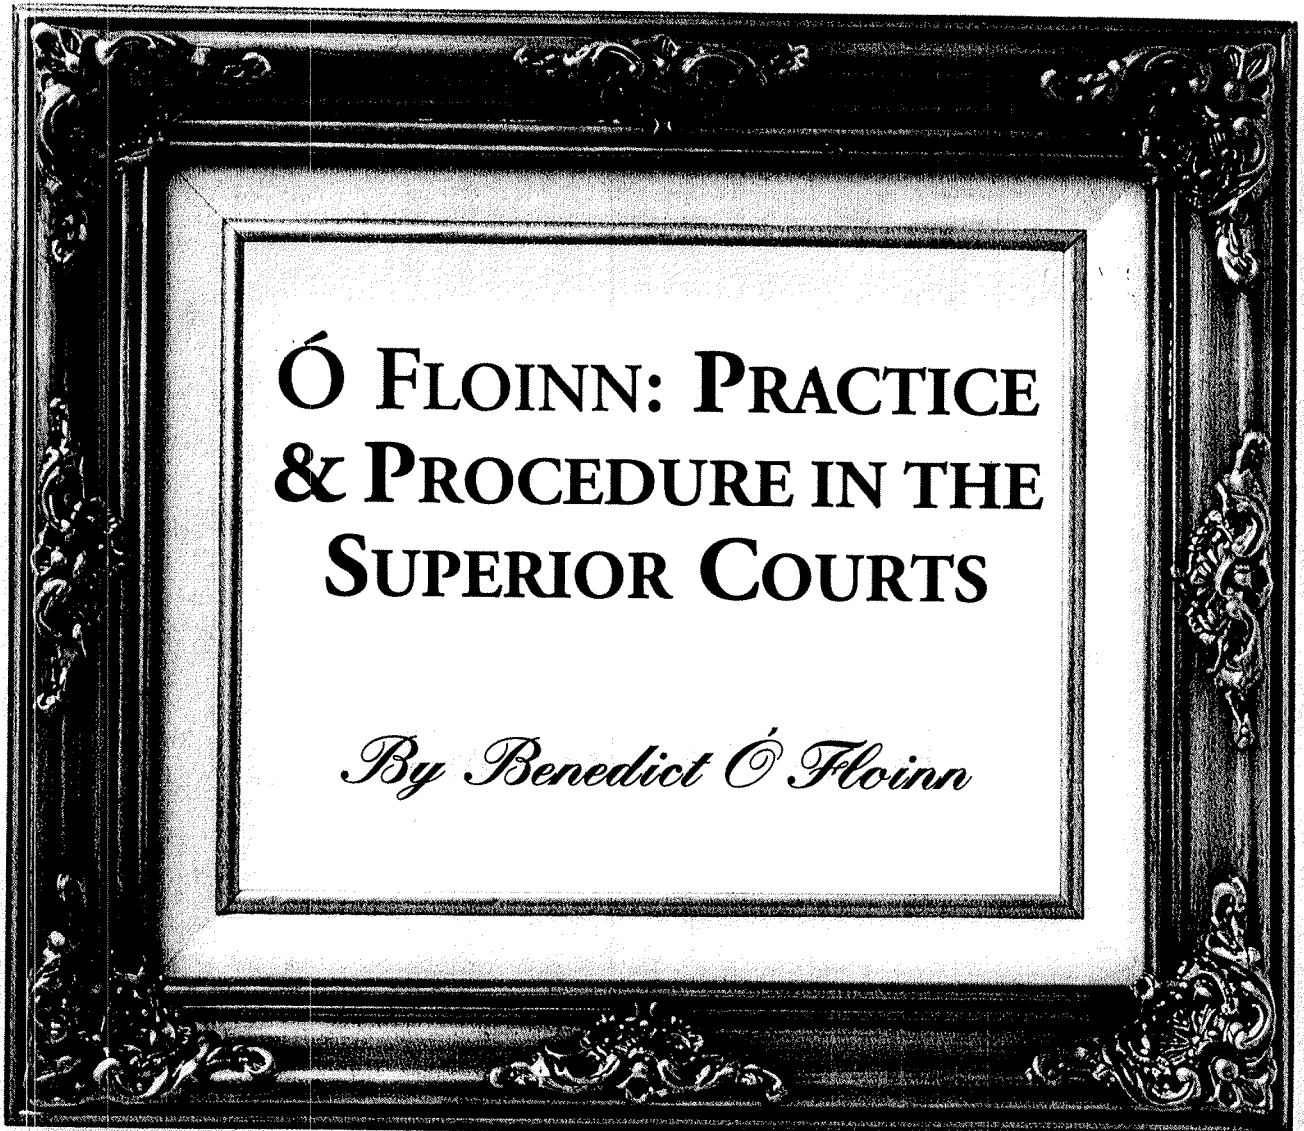 Ó FLOINN: PRACTICE
& PROCEDURE IN THE
SUPERIOR COURTS
By Benedict Ó Floinn